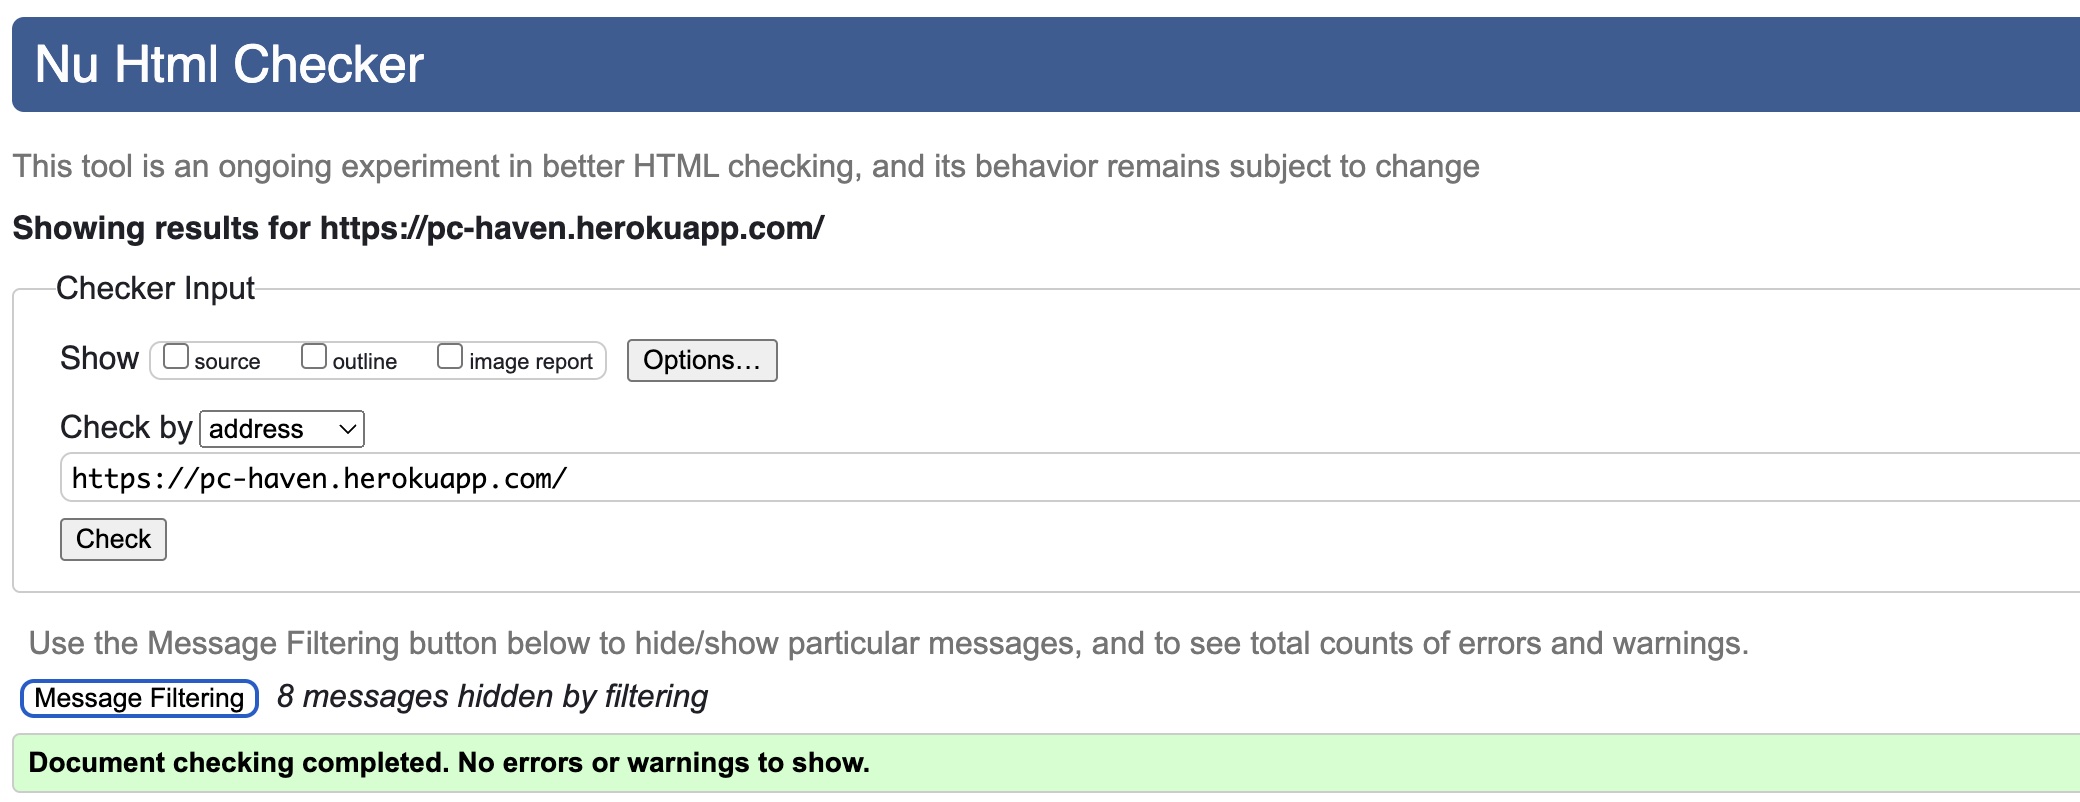 Nu Html Checker
This tool is an ongoing experiment in better HTML checking, and its behavior remains subject to change
Showing results for https://pc-haven.herokuapp.com/
Checker Input
Show source outline image report Options...
Check by address
https://pc-haven.herokuapp.com/
Check
Use the Message Filtering button below to hide/show particular messages, and to see total counts of errors and warnings.
Message Filtering 8 messages hidden by filtering
Document checking completed. No errors or warnings to show.